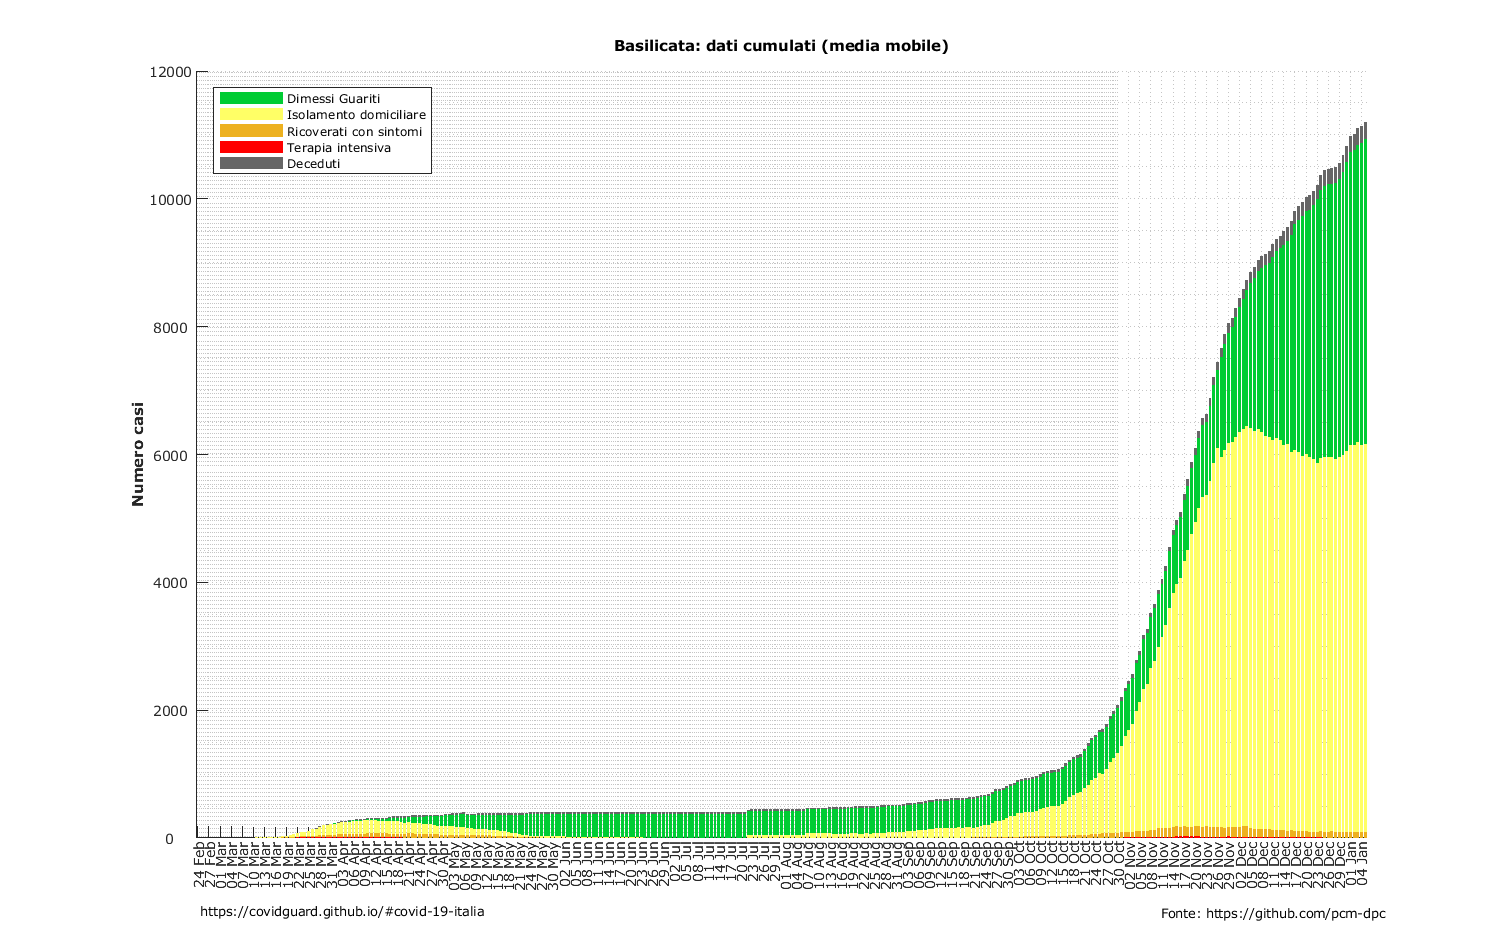 Basilicata: dati cumulati (media mobile)
12000
Dimessi Guariti
Isolamento domiciliare
Ricoverati con sintomi
Terapia intensiva
Deceduti
10000
8000
Numero casi
6000
4000
2000
0
24 Feb
27 Feb
01 Mar
04 Mar
07 Mar
10 Mar
13 Mar
16 Mar
19 Mar
22 Mar
25 Mar
28 Mar
31 Mar
03 Apr
06 Apr
09 Apr
12 Apr
15 Apr
18 Apr
21 Apr
24 Apr
27 Apr
30 Apr
03 May
06 May
09 May
12 May
15 May
18 May
21 May
24 May
27 May
30 May
02 Jun
05 Jun
08 Jun
11 Jun
14 Jun
17 Jun
20 Jun
23 Jun
26 Jun
29 Jun
02 Jul
05 Jul
08 Jul
11 Jul
14 Jul
17 Jul
20 Jul
23 Jul
26 Jul
29 Jul
01 Aug
04 Aug
07 Aug
10 Aug
13 Aug
16 Aug
19 Aug
22 Aug
25 Aug
28 Aug
31 Aug
03 Sep
06 Sep
09 Sep
12 Sep
15 Sep
18 Sep
21 Sep
24 Sep
27 Sep
30 Sep
03 Oct
06 Oct
09 Oct
12 Oct
15 Oct
18 Oct
21 Oct
24 Oct
27 Oct
30 Oct
02 Nov
05 Nov
08 Nov
11 Nov
14 Nov
17 Nov
20 Nov
23 Nov
26 Nov
29 Nov
02 Dec
05 Dec
08 Dec
11 Dec
14 Dec
17 Dec
20 Dec
23 Dec
26 Dec
29 Dec
01 Jan
04 Jan
https://covidguard.github.io/#covid-19-italia
Fonte: https://github.com/pcm-dpc